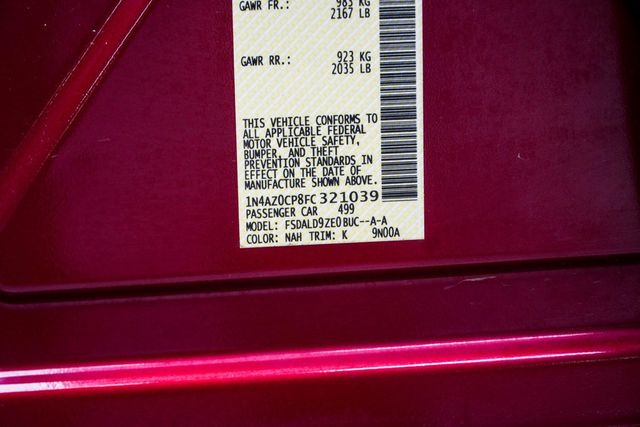 GAWR FR.: 983 KG
2167 LB
GAWR RR.: 923 KG
2035 LB
THIS VEHICLE CONFORMS TO
ALL APPLICABLE FEDERAL
MOTOR VEHICLE SAFETY,
BUMPER, AND THEFT
PREVENTION STANDARDS IN
EFFECT ON THE DATE OF
MANUFACTURE SHOWN ABOVE.
1N4AZ0CP8FC321039
PASSENGER CAR 499
MODEL: FSDALD9ZE0BUC--A-A
COLOR: NAH TRIM: K 9N00A